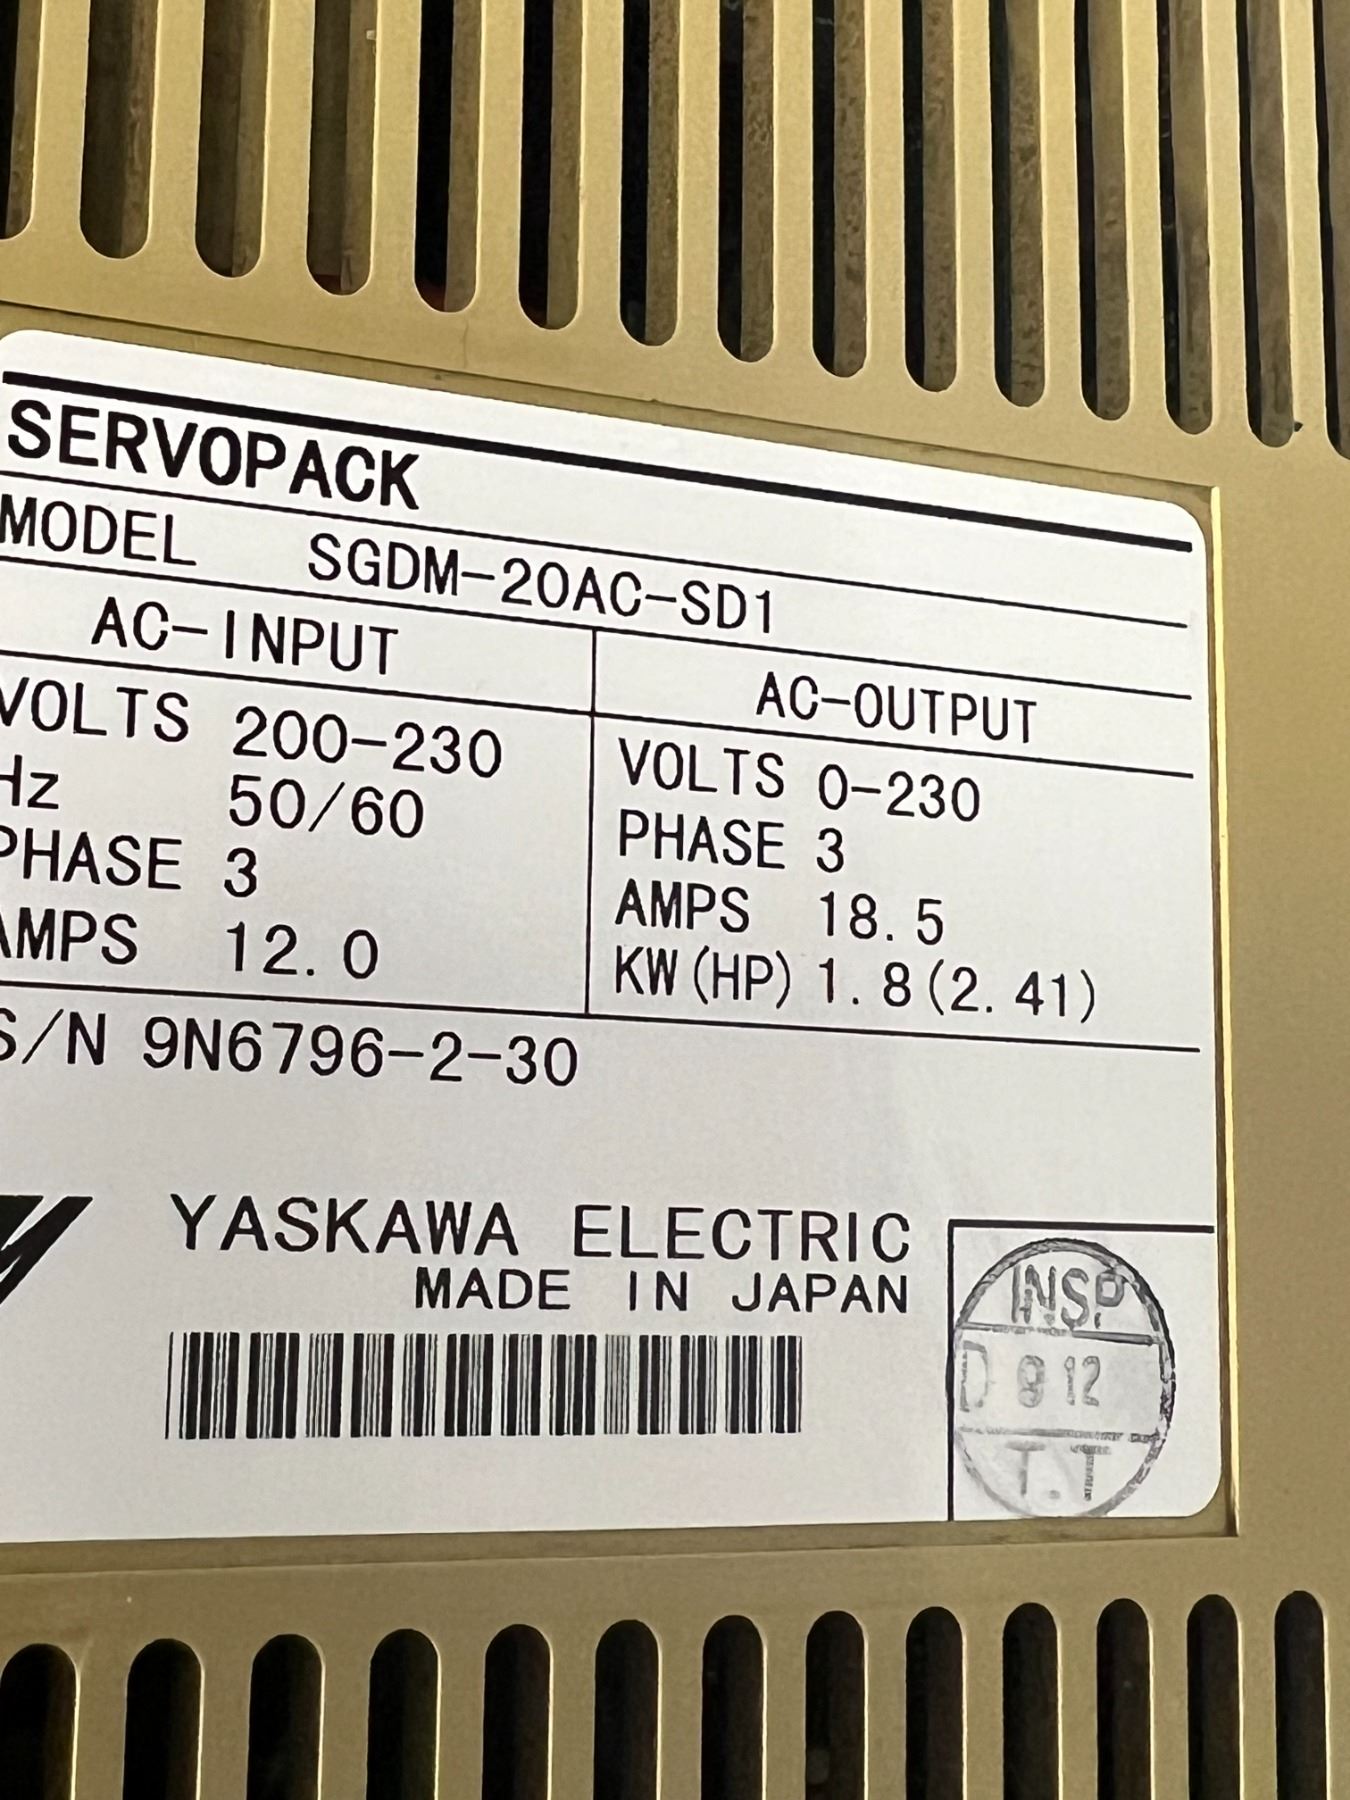 SERVOPACK
MODEL SGDM-20AC-SD1
AC-INPUT
VOLTS 200-230
Hz 50/60
PHASE 3
AMPS 12.0
AC-OUTPUT
VOLTS 0-230
PHASE 3
AMPS 18.5
KW(HP) 1.8(2.41)
S/N 9N6796-2-30
YASKAWA ELECTRIC
MADE IN JAPAN
INSP
D 9 12
T.T